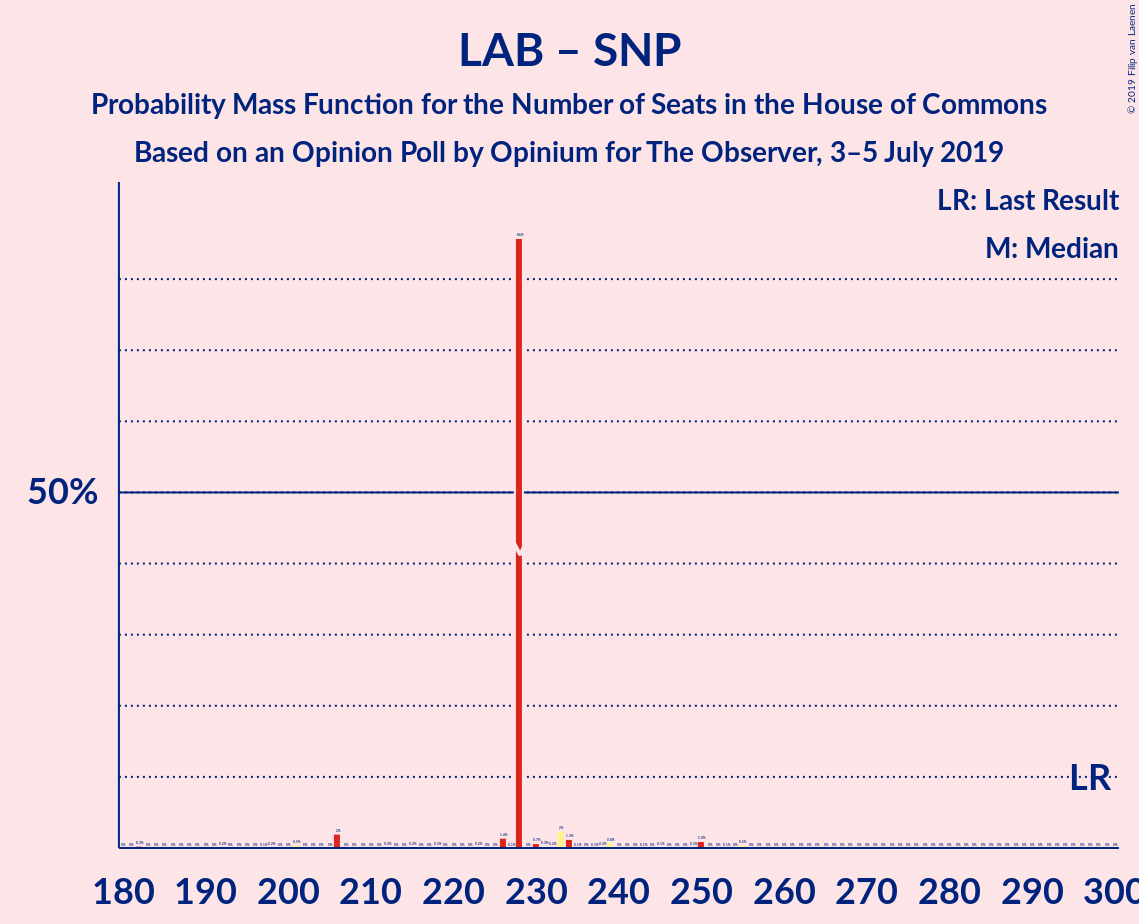 LAB – SNP
Probability Mass Function for the Number of Seats in the House of Commons
Based on an Opinion Poll by Opinium for The Observer, 3–5 July 2019
© 2019 Filip van Laenen
LR: Last Result
M: Median
50%
M
LR
180 190 200 210 220 230 240 250 260 270 280 290 300